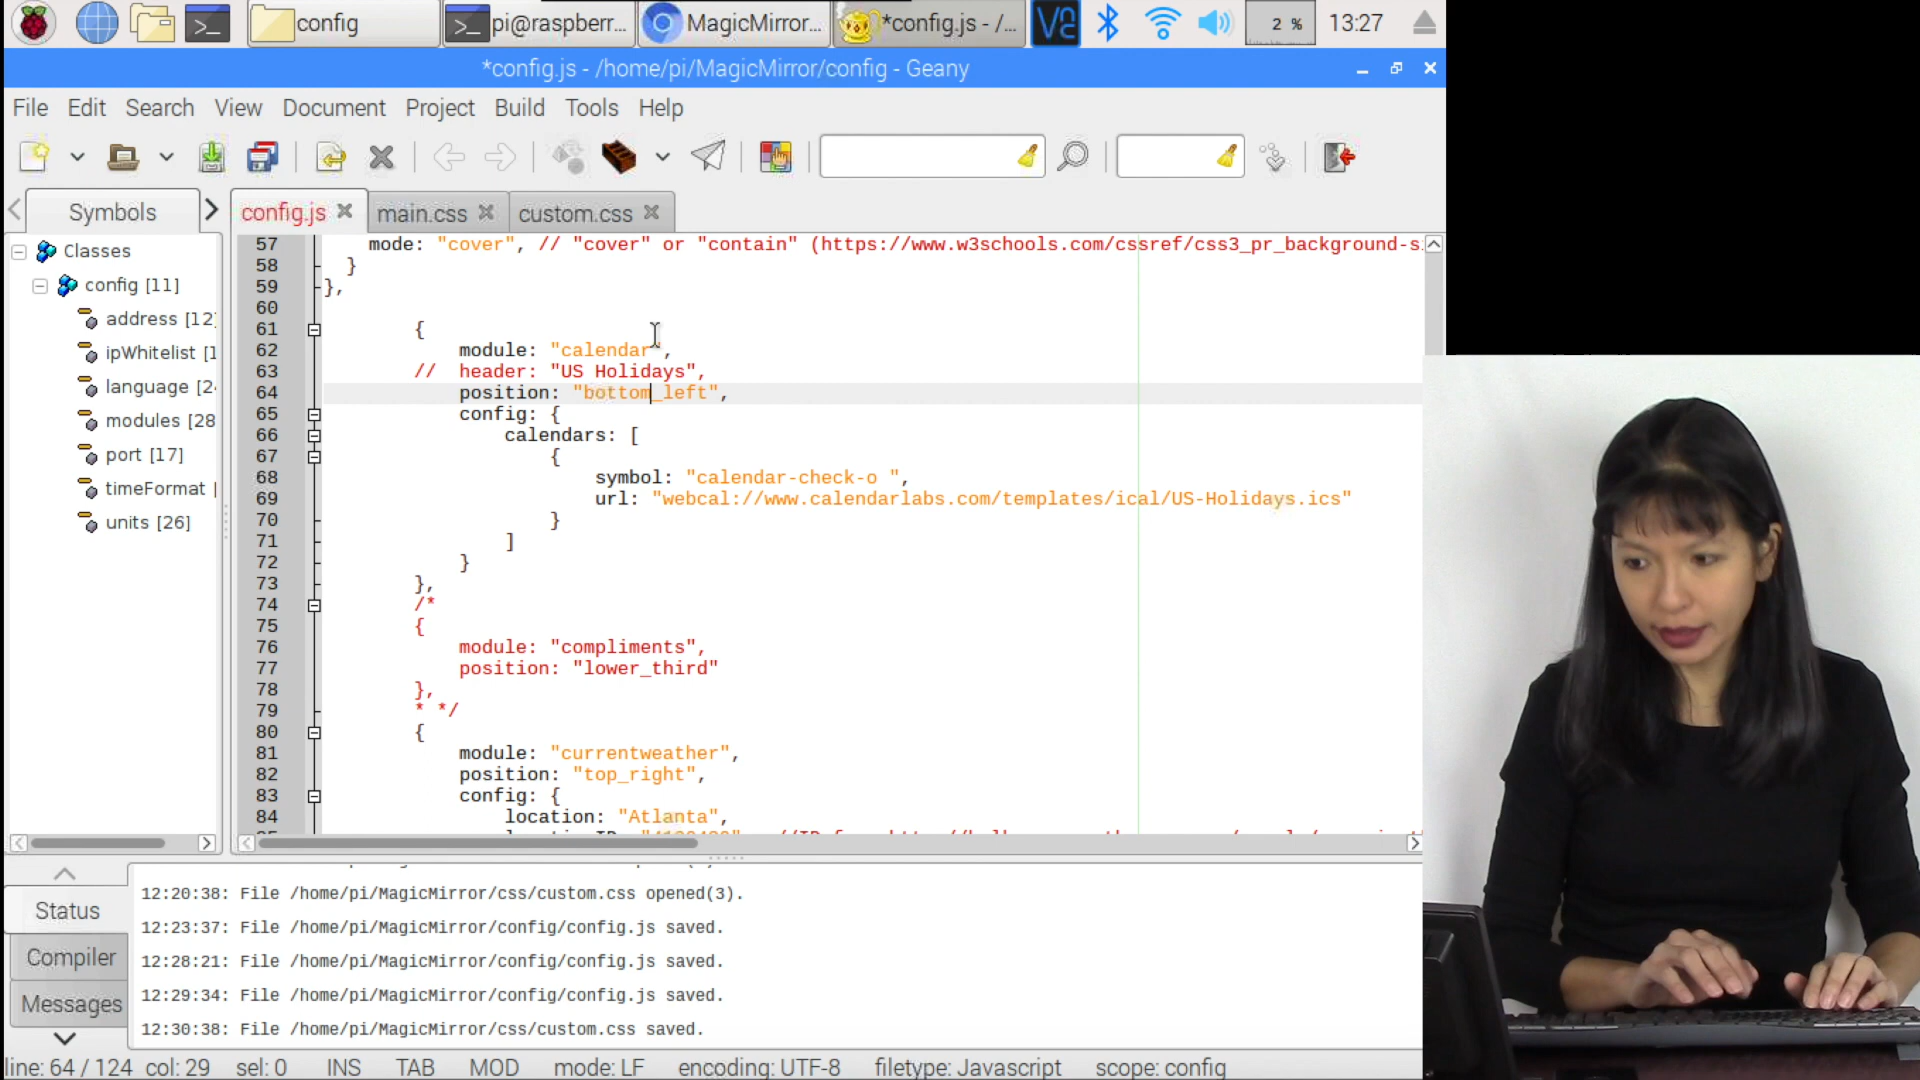 config
pi@raspberr...
MagicMirror...
*config.js - /...
2 %
13:27
*config.js - /home/pi/MagicMirror/config - Geany
File Edit Search View Document Project Build Tools Help
Symbols
config.js
main.css
custom.css
Classes
config [11]
address [12
ipWhitelist [1
language [24
modules [28
port [17]
timeFormat [
units [26]
57 mode: "cover", // "cover" or "contain" (https://www.w3schools.com/cssref/css3_pr_background-s
58 }
59 },
60
61 {
62 module: "calendar",
63 // header: "US Holidays",
64 position: "bottom_left",
65 config: {
66 calendars: [
67 {
68 symbol: "calendar-check-o ",
69 url: "webcal://www.calendarlabs.com/templates/ical/US-Holidays.ics"
70 }
71 ]
72 }
73 },
74 /*
75 {
76 module: "compliments",
77 position: "lower_third"
78 },
79 * */
80 {
81 module: "currentweather",
82 position: "top_right",
83 config: {
84 location: "Atlanta",
Status
Compiler
Messages
12:20:38: File /home/pi/MagicMirror/css/custom.css opened(3).
12:23:37: File /home/pi/MagicMirror/config/config.js saved.
12:28:21: File /home/pi/MagicMirror/config/config.js saved.
12:29:34: File /home/pi/MagicMirror/config/config.js saved.
12:30:38: File /home/pi/MagicMirror/css/custom.css saved.
line: 64 / 124 col: 29 sel: 0 INS TAB MOD mode: LF encoding: UTF-8 filetype: Javascript scope: config